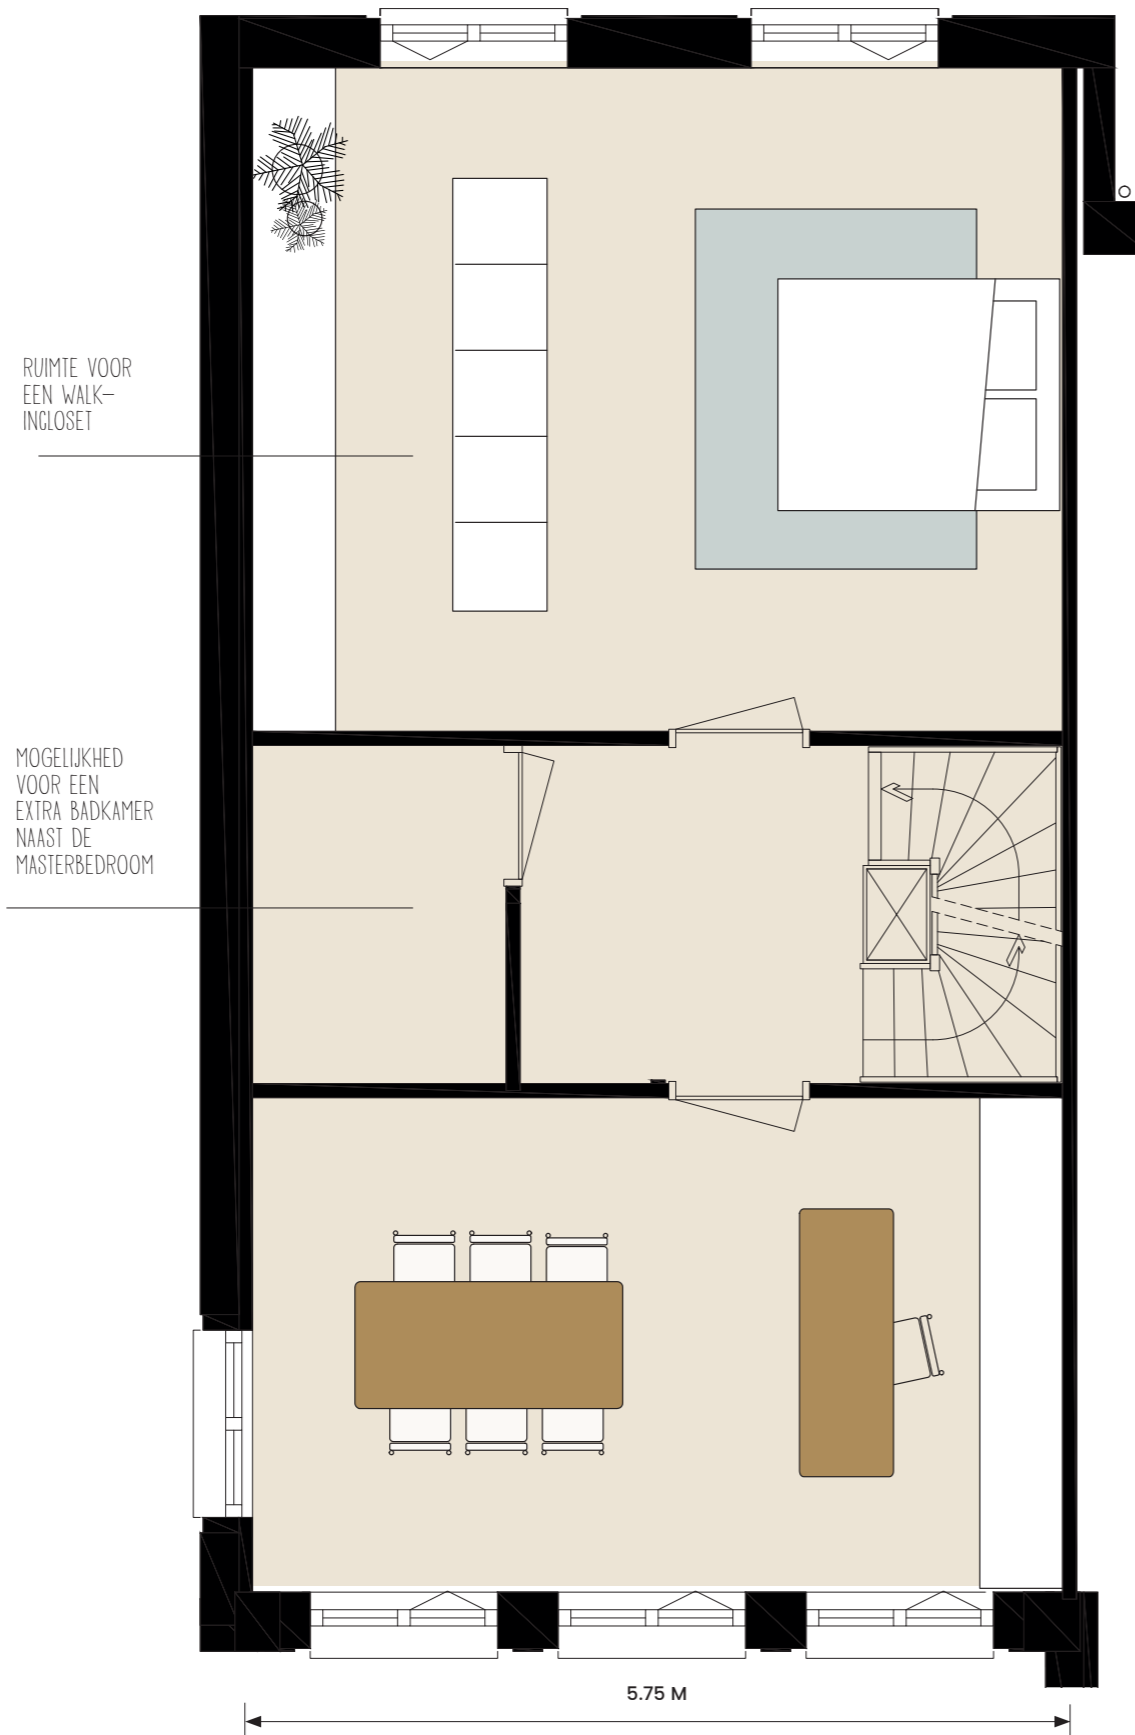 RUIMTE VOOR
EEN WALK-
INCLOSET
MOGELIJKHED
VOOR EEN
EXTRA BADKAMER
NAAST DE
MASTERBEDROOM
5.75 M